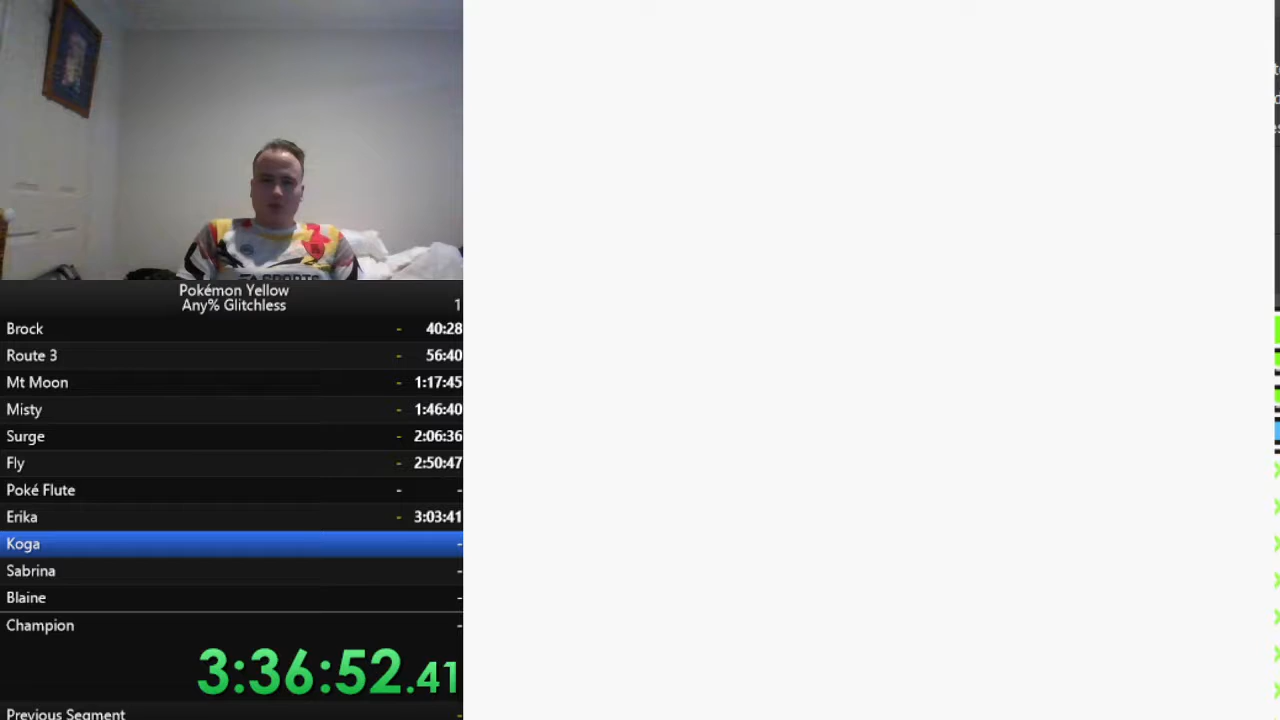 EA SPORTS
Pokémon Yellow
Any% Glitchless 1
Brock - 40:28
Route 3 - 56:40
Mt Moon - 1:17:45
Misty - 1:46:40
Surge - 2:06:36
Fly - 2:50:47
Poké Flute - -
Erika - 3:03:41
Koga -
Sabrina -
Blaine -
Champion -
3:36:52.41
Previous Segment -